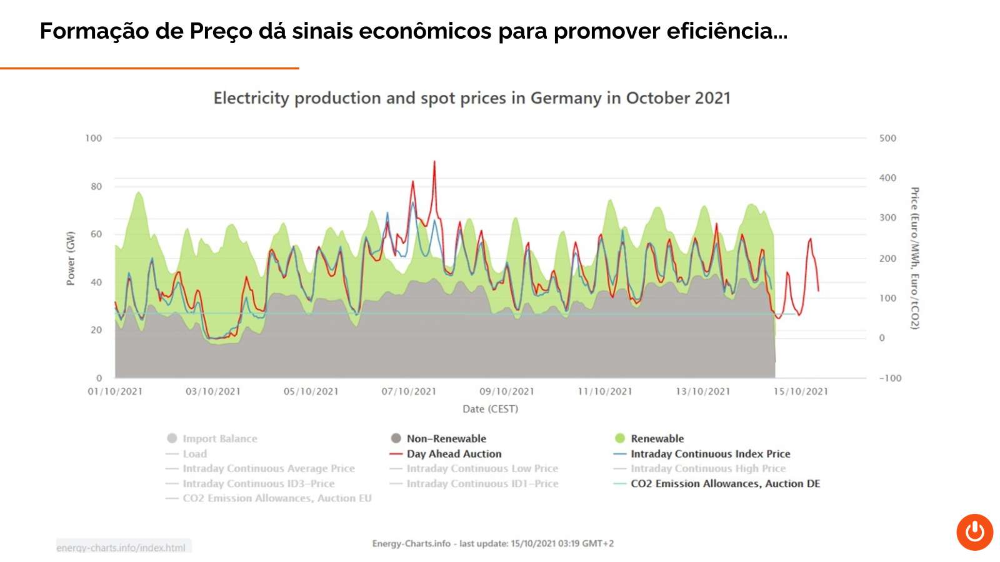 Formação de Preço dá sinais econômicos para promover eficiência...
Electricity production and spot prices in Germany in October 2021
100
80
60
40
20
0
Power (GW)
500
400
300
200
100
0
-100
Price (Euro/MWh, Euro/tCO2)
01/10/2021 03/10/2021 05/10/2021 07/10/2021 09/10/2021 11/10/2021 13/10/2021 15/10/2021
Date (CEST)
Import Balance Non-Renewable Renewable
Load Day Ahead Auction Intraday Continuous Index Price
Intraday Continuous Average Price Intraday Continuous Low Price Intraday Continuous High Price
Intraday Continuous ID3-Price Intraday Continuous ID1-Price CO2 Emission Allowances, Auction DE
CO2 Emission Allowances, Auction EU
Energy-Charts.info - last update: 15/10/2021 03:19 GMT+2
energy-charts.info/index.html